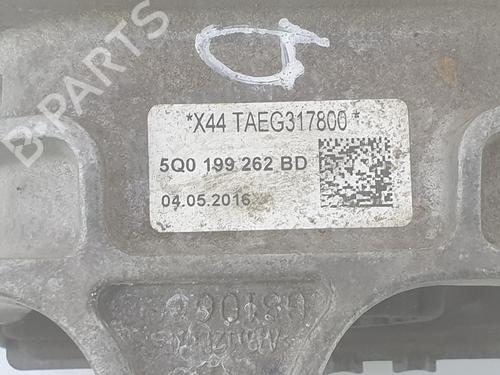 B-PARTS
D
*X44 TAEG317800*
5Q0 199 262 BD
04.05.2016